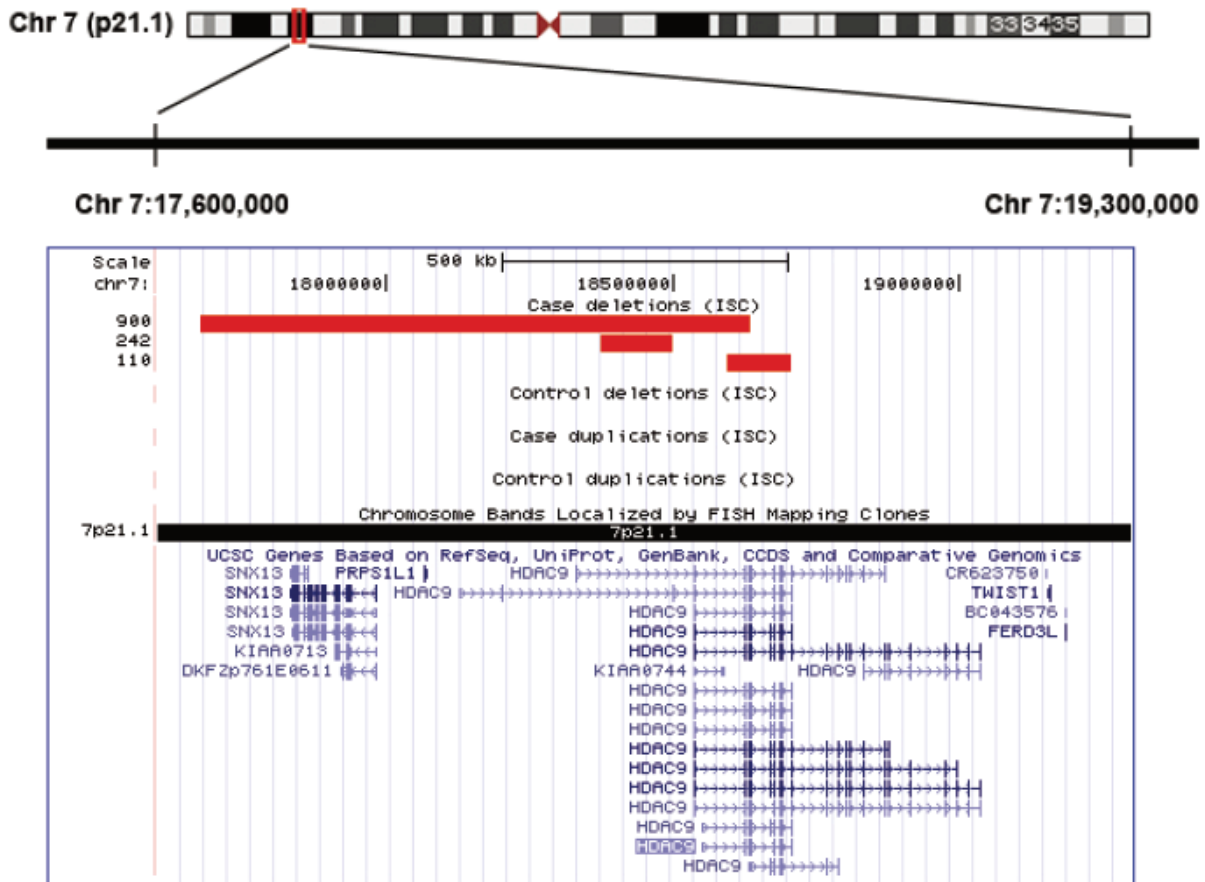 Chr 7 (p21.1) 33 34 35
Chr 7:17,600,000 Chr 7:19,300,000
Scale 500 kb
chr7: 18000000 18500000 19000000
Case deletions (ISC)
900
242
110
Control deletions (ISC)
Case duplications (ISC)
Control duplications (ISC)
Chromosome Bands Localized by FISH Mapping Clones
7p21.1 7p21.1
UCSC Genes Based on RefSeq, UniProt, GenBank, CCDS and Comparative Genomics
SNX13 PRPS1L1 HDAC9 CR623750
SNX13 HDAC9 TWIST1
SNX13 HDAC9 BC043576
SNX13 HDAC9 FERD3L
KIAA0713 HDAC9
DKFZp761E0611 KIAA0744 HDAC9
HDAC9
HDAC9
HDAC9
HDAC9
HDAC9
HDAC9
HDAC9
HDAC9
HDAC9
HDAC9